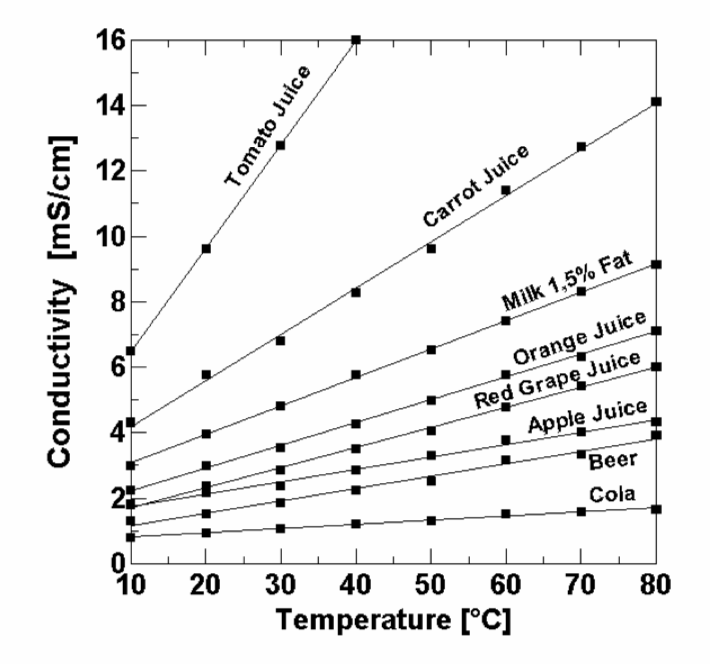 16
14
12
10
8
6
4
2
0
Conductivity [mS/cm]
Tomato Juice
Carrot Juice
Milk 1,5% Fat
Orange Juice
Red Grape Juice
Apple Juice
Beer
Cola
10 20 30 40 50 60 70 80
Temperature [°C]